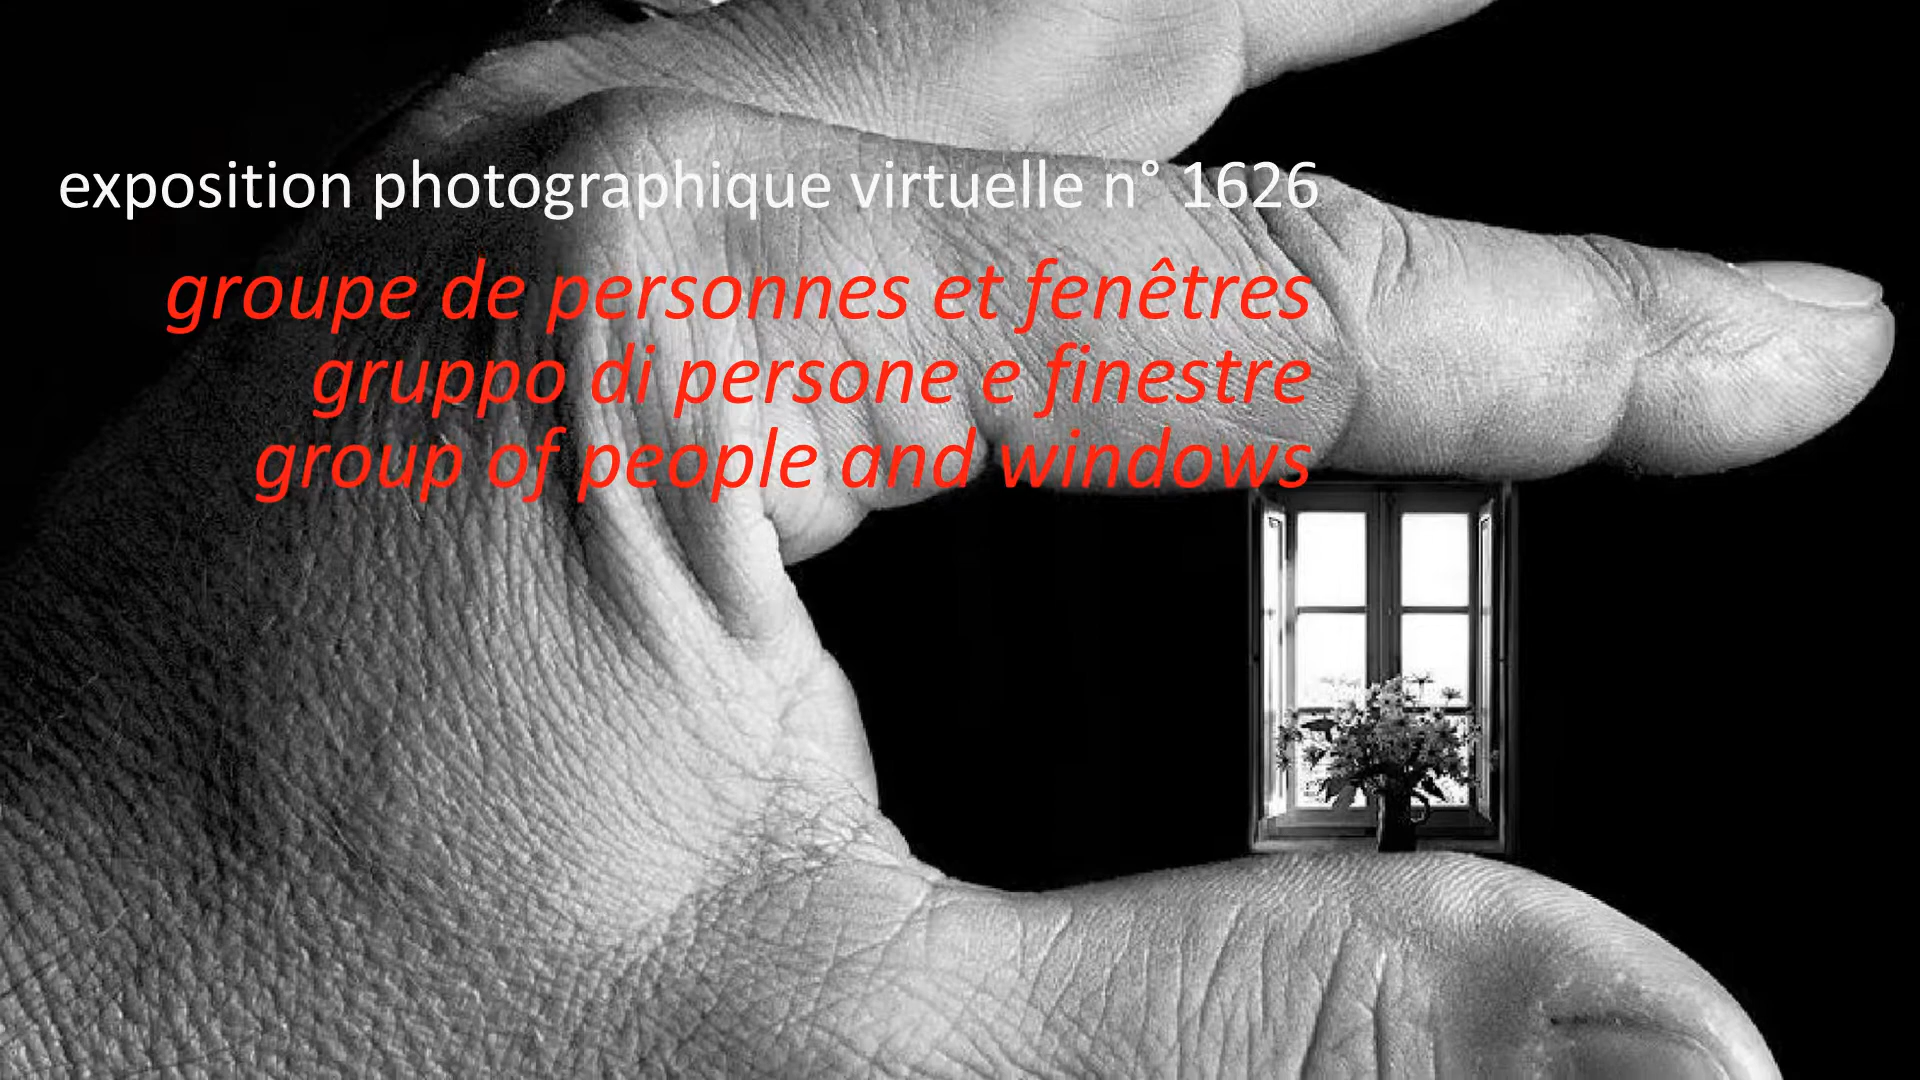 exposition photographique virtuelle n° 1626
groupe de personnes et fenêtres
gruppo di persone e finestre
group of people and windows